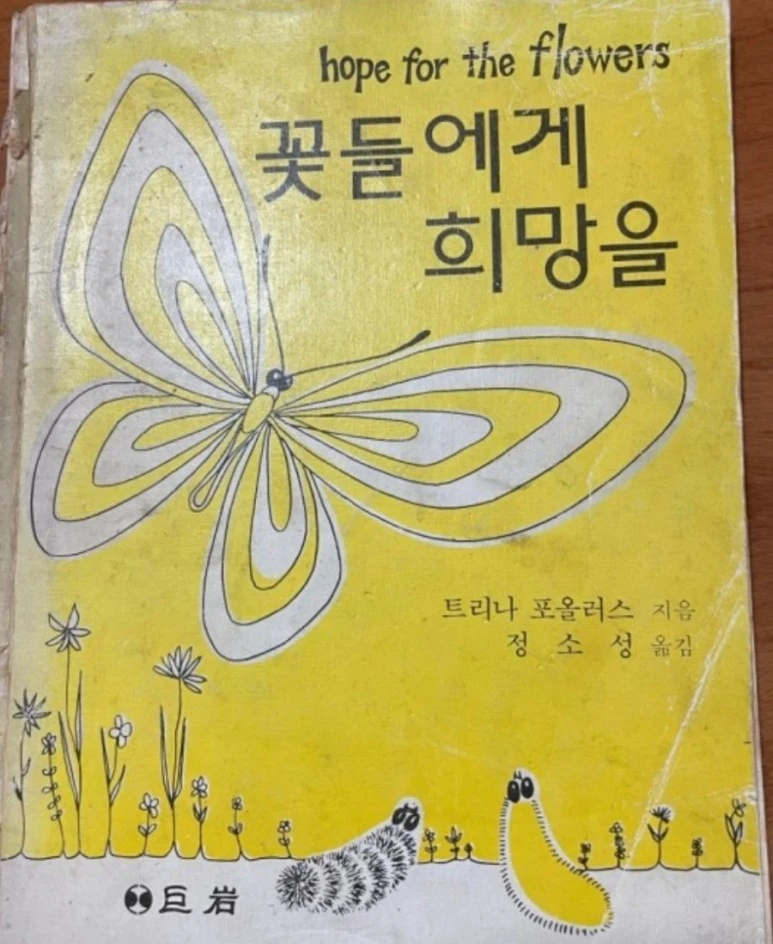 hope for the flowers
꽃들에게
희망을
트리나 포올러스 지음
정 소 성 옮김
巨岩